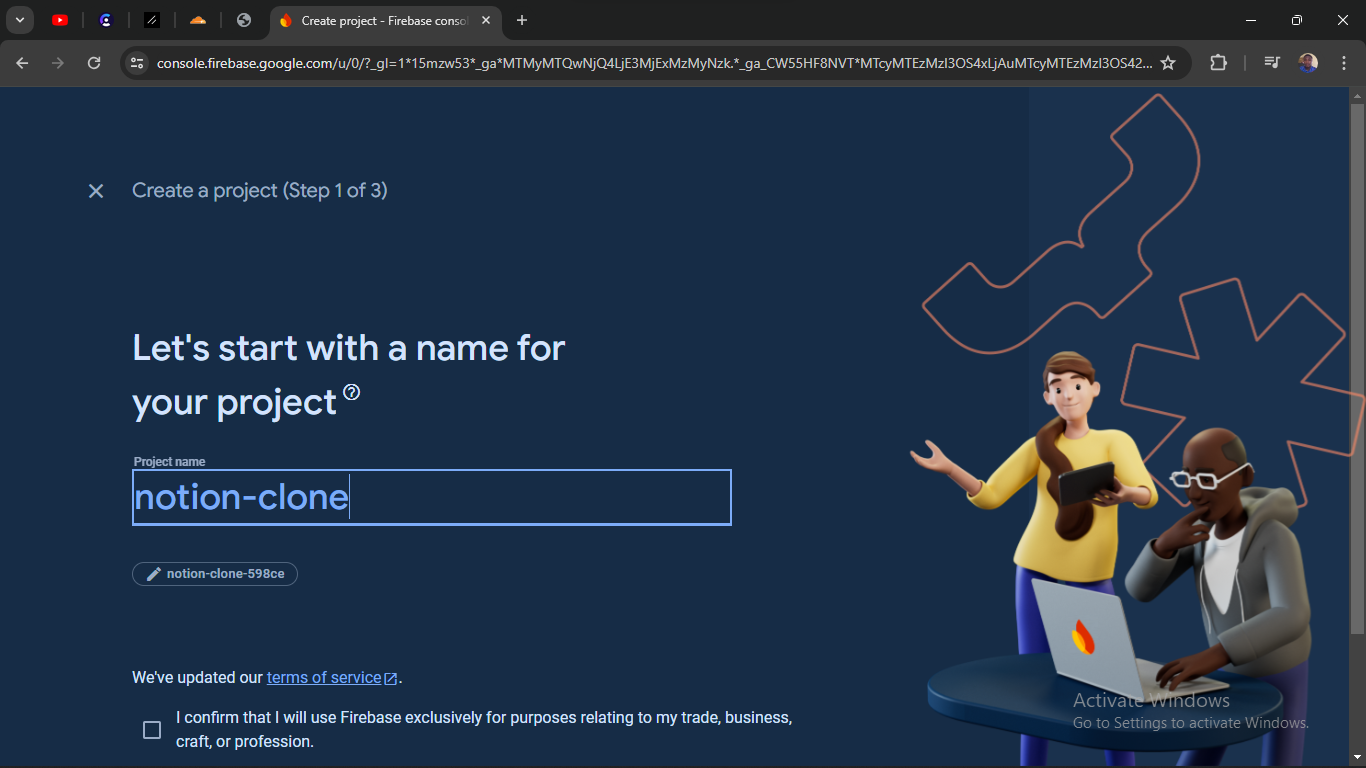 Create project - Firebase conso
console.firebase.google.com/u/0/?_gl=1*15mzw53*_ga*MTMyMTQwNjQ4LjE3MjExMzMyNzk.*_ga_CW55HF8NVT*MTcyMTEzMzI3OS4xLjAuMTcyMTEzMzI3OS42...
Create a project (Step 1 of 3)
Let's start with a name for
your project
Project name
notion-clone
notion-clone-598ce
We've updated our terms of service.
I confirm that I will use Firebase exclusively for purposes relating to my trade, business,
craft, or profession.
Activate Windows
Go to Settings to activate Windows.